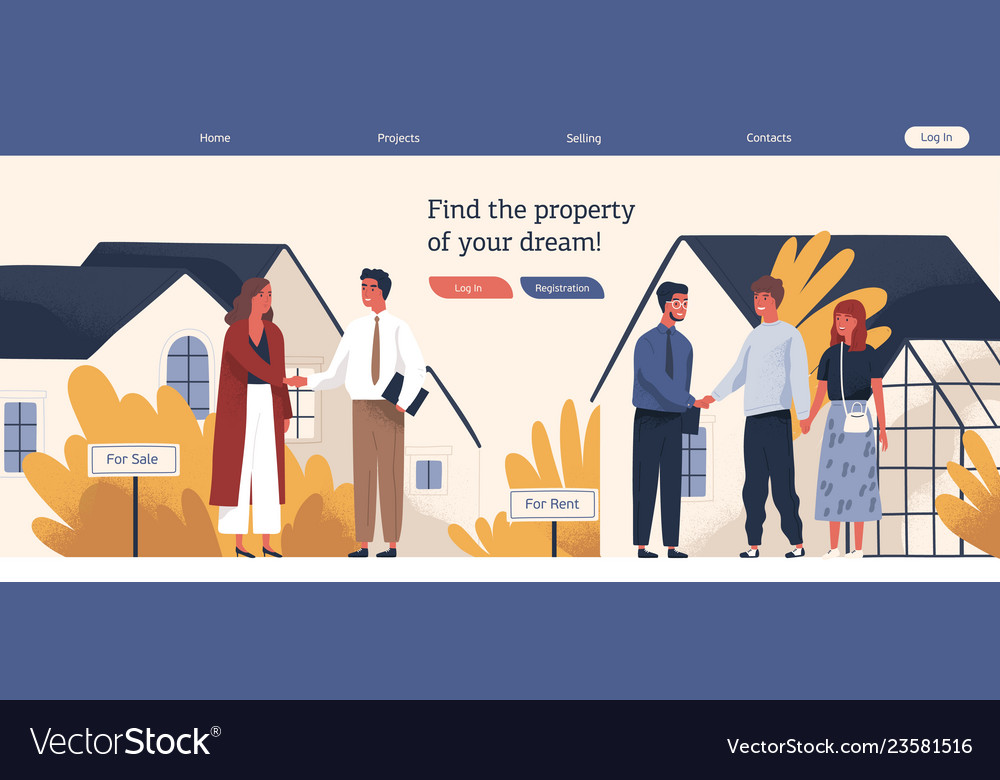 Home
Projects
Selling
Contacts
Log In
Find the property
of your dream!
Log In
Registration
For Sale
For Rent
VectorStock®
VectorStock.com/23581516